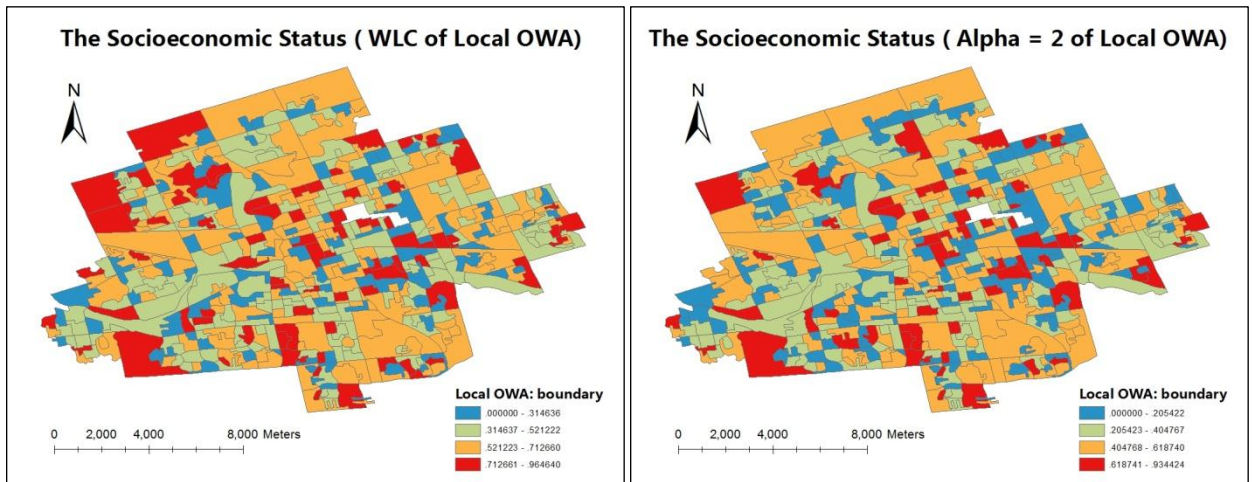 The Socioeconomic Status ( WLC of Local OWA)
N
Local OWA: boundary
.000000 - .314636
.314637 - .521222
.521223 - .712660
.712661 - .964640
0 2,000 4,000 8,000 Meters
The Socioeconomic Status ( Alpha = 2 of Local OWA)
N
Local OWA: boundary
.000000 - .205422
.205423 - .404767
.404768 - .618740
.618741 - .934424
0 2,000 4,000 8,000 Meters